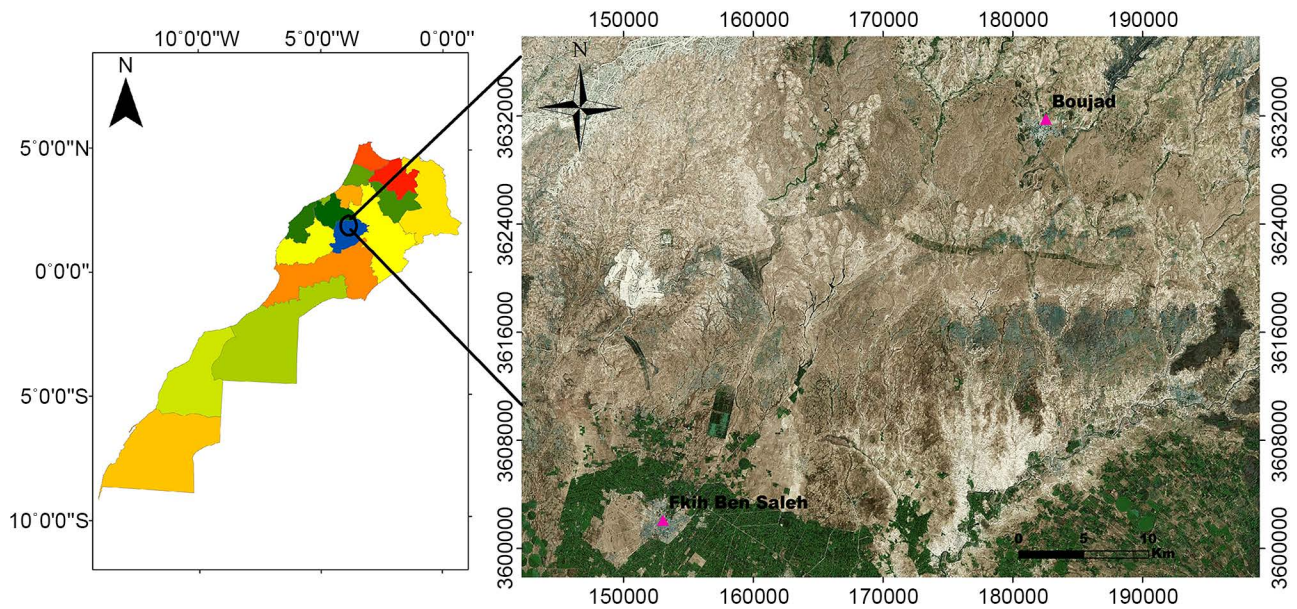 10°0'0''W 5°0'0''W 0°0'0''
N
5°0'0''N
0°0'0''
5°0'0''S
10°0'0''S
150000 160000 170000 180000 190000
N
Boujad
3632000 3632000
3624000 3624000
3616000 3616000
3608000 3608000
Fkih Ben Saleh
3600000 3600000
0 5 10
Km
150000 160000 170000 180000 190000